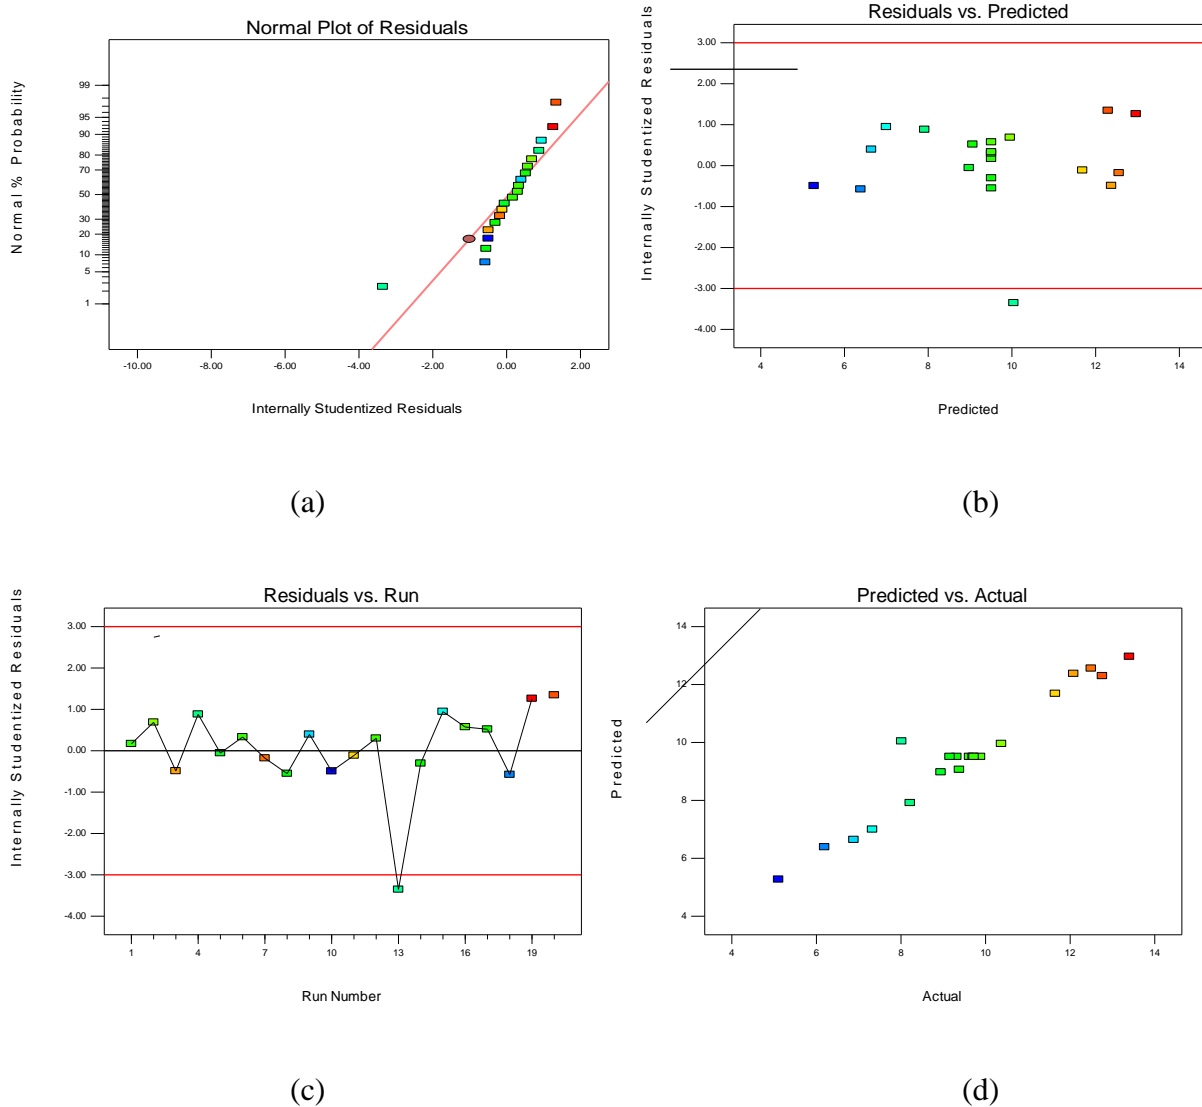 Normal Plot of Residuals
Normal % Probability
99
95
90
80
70
50
30
20
10
5
1
-10.00 -8.00 -6.00 -4.00 -2.00 0.00 2.00
Internally Studentized Residuals
(a)
Residuals vs. Predicted
Internally Studentized Residuals
3.00
2.00
1.00
0.00
-1.00
-2.00
-3.00
-4.00
4 6 8 10 12 14
Predicted
(b)
Residuals vs. Run
Internally Studentized Residuals
3.00
2.00
1.00
0.00
-1.00
-2.00
-3.00
-4.00
1 4 7 10 13 16 19
Run Number
(c)
Predicted vs. Actual
Predicted
14
12
10
8
6
4
4 6 8 10 12 14
Actual
(d)